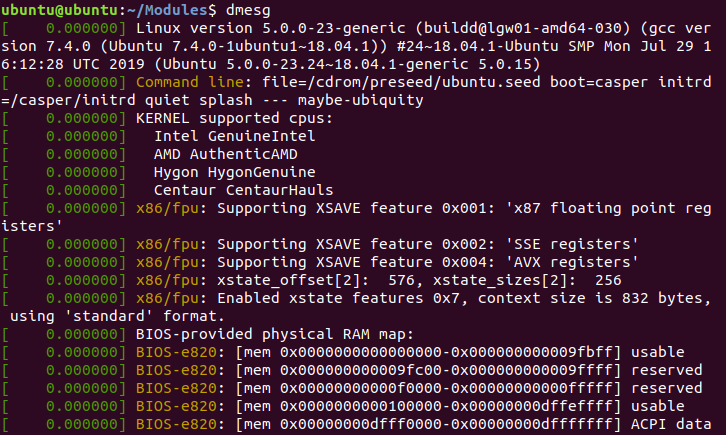 ubuntu@ubuntu:~/Modules$ dmesg
[    0.000000] Linux version 5.0.0-23-generic (buildd@lgw01-amd64-030) (gcc ver
sion 7.4.0 (Ubuntu 7.4.0-1ubuntu1~18.04.1)) #24~18.04.1-Ubuntu SMP Mon Jul 29 1
6:12:28 UTC 2019 (Ubuntu 5.0.0-23.24~18.04.1-generic 5.0.15)
[    0.000000] Command line: file=/cdrom/preseed/ubuntu.seed boot=casper initrd
=/casper/initrd quiet splash --- maybe-ubiquity
[    0.000000] KERNEL supported cpus:
[    0.000000]   Intel GenuineIntel
[    0.000000]   AMD AuthenticAMD
[    0.000000]   Hygon HygonGenuine
[    0.000000]   Centaur CentaurHauls
[    0.000000] x86/fpu: Supporting XSAVE feature 0x001: 'x87 floating point reg
isters'
[    0.000000] x86/fpu: Supporting XSAVE feature 0x002: 'SSE registers'
[    0.000000] x86/fpu: Supporting XSAVE feature 0x004: 'AVX registers'
[    0.000000] x86/fpu: xstate_offset[2]:  576, xstate_sizes[2]:  256
[    0.000000] x86/fpu: Enabled xstate features 0x7, context size is 832 bytes,
 using 'standard' format.
[    0.000000] BIOS-provided physical RAM map:
[    0.000000] BIOS-e820: [mem 0x0000000000000000-0x000000000009fbff] usable
[    0.000000] BIOS-e820: [mem 0x000000000009fc00-0x000000000009ffff] reserved
[    0.000000] BIOS-e820: [mem 0x00000000000f0000-0x00000000000fffff] reserved
[    0.000000] BIOS-e820: [mem 0x0000000000100000-0x00000000dffeffff] usable
[    0.000000] BIOS-e820: [mem 0x00000000dfff0000-0x00000000dfffffff] ACPI data